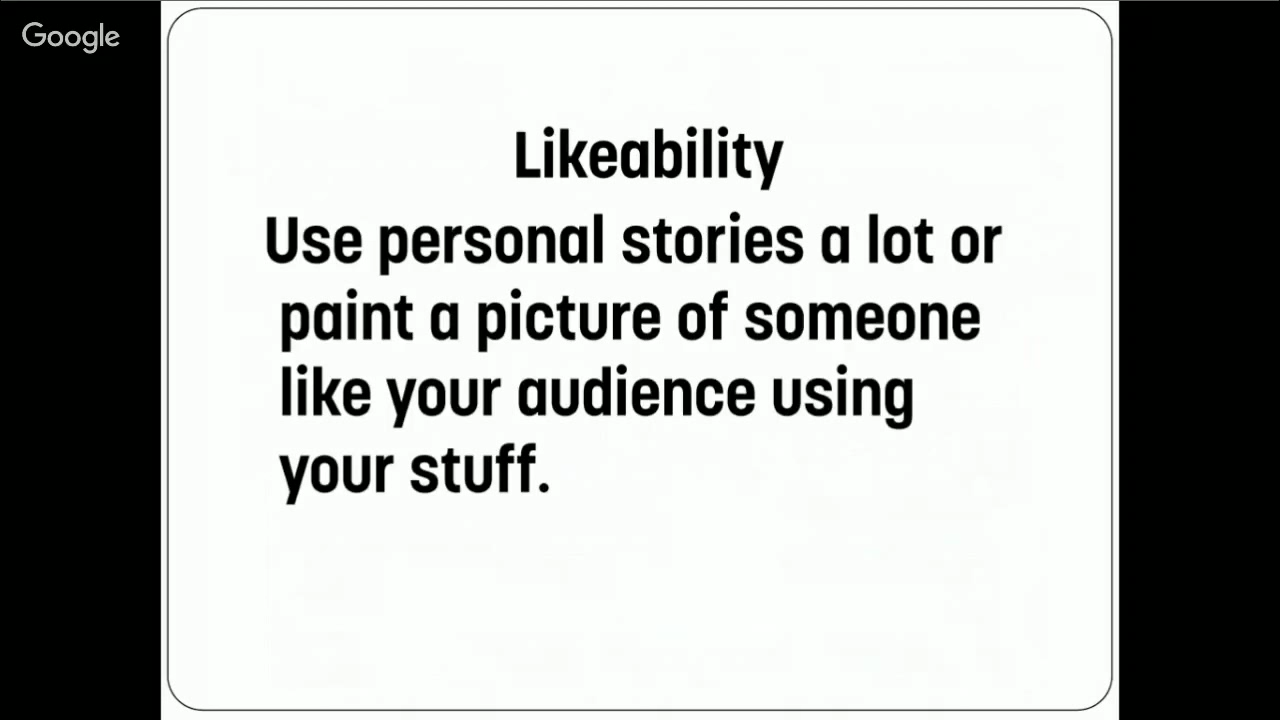 Google
Likeability
Use personal stories a lot or
paint a picture of someone
like your audience using
your stuff.